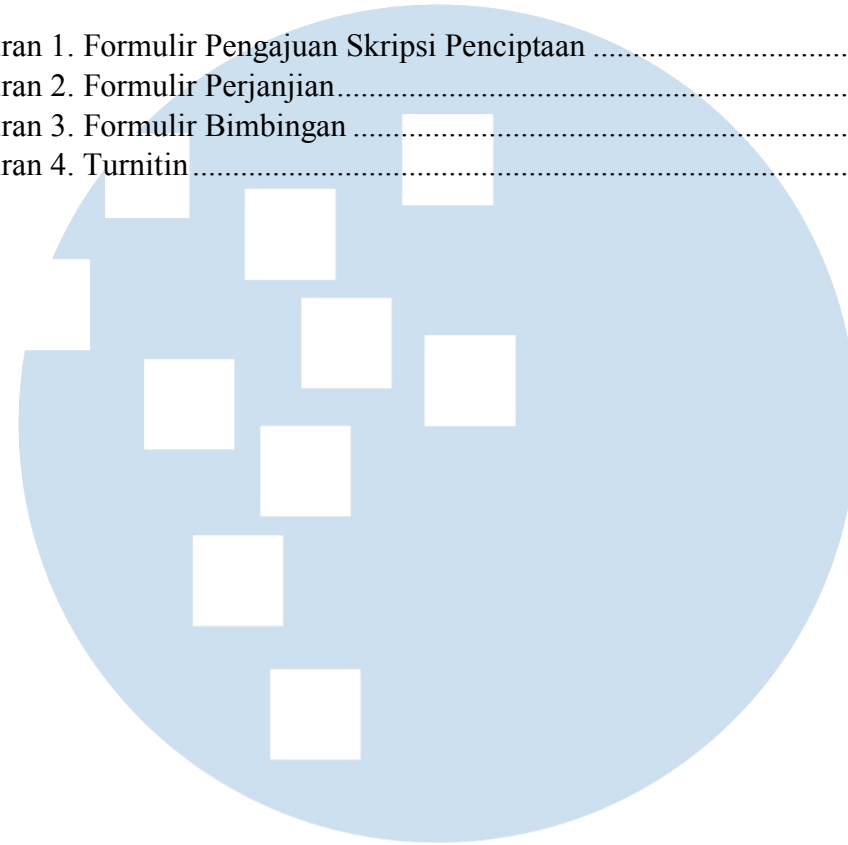 ran 1. Formulir Pengajuan Skripsi Penciptaan ................................
ran 2. Formulir Perjanjian................................................................
ran 3. Formulir Bimbingan ..............................................................
ran 4. Turnitin..................................................................................